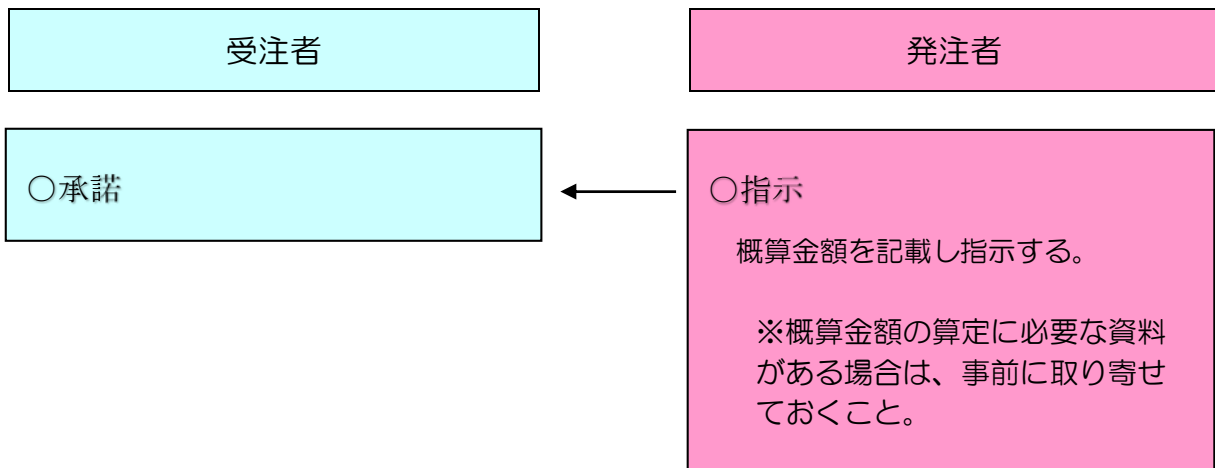 受注者
発注者
○承諾
○指示
概算金額を記載し指示する。
※概算金額の算定に必要な資料
がある場合は、事前に取り寄せ
ておくこと。